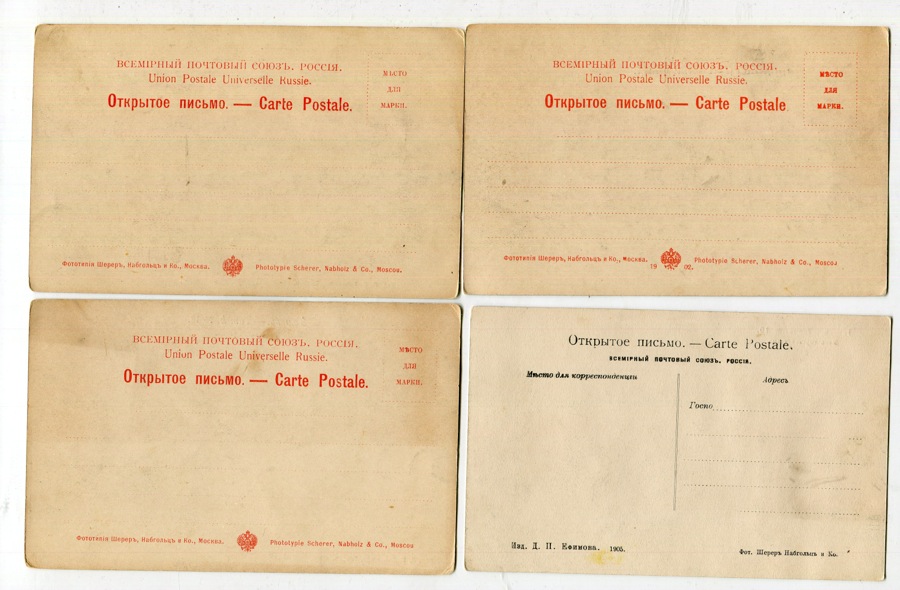 ВСЕМІРНЫЙ ПОЧТОВЫЙ СОЮЗЪ. РОССІЯ.
Union Postale Universelle Russie.
Открытое письмо. — Carte Postale.
МѢСТО
ДЛЯ
МАРКИ.
Фототипія Шереръ, Набгольцъ и Ко., Москва.
Phototypie Scherer, Nabholz & Co., Moscou.
ВСЕМІРНЫЙ ПОЧТОВЫЙ СОЮЗЪ. РОССІЯ.
Union Postale Universelle Russie.
Открытое письмо. — Carte Postale
МѢСТО
ДЛЯ
МАРКИ.
Фототипія Шереръ, Набгольцъ и Ко., Москва.
19 02.
Phototypie Scherer, Nabholz & Co., Moscou
ВСЕМІРНЫЙ ПОЧТОВЫЙ СОЮЗЪ. РОССІЯ.
Union Postale Universelle Russie.
Открытое письмо. — Carte Postale.
МѢСТО
ДЛЯ
МАРКИ.
Фототипія Шереръ, Набгольцъ и Ко., Москва.
Phototypie Scherer, Nabholz & Co., Moscou
Открытое письмо. — Carte Postale.
ВСЕМІРНЫЙ ПОЧТОВЫЙ СОЮЗЪ. РОССІЯ.
Мѣсто для корреспонденціи
Адресъ
Госпо
Изд. Д. П. Ефимова. 1905.
Фот. Шереръ Набгольцъ и Ко.